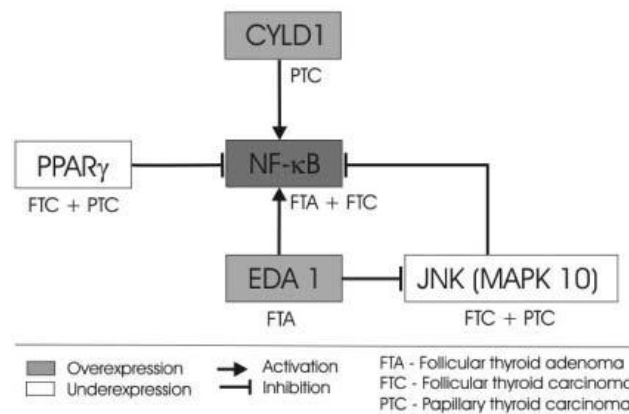 CYLD1
PTC
PPARγ
NF-κB
FTC + PTC
FTA + FTC
EDA 1
JNK (MAPK 10)
FTA
FTC + PTC
Overexpression
Activation
FTA - Follicular thyroid adenoma
Underexpression
Inhibition
FTC - Follicular thyroid carcinoma
PTC - Papillary thyroid carcinoma